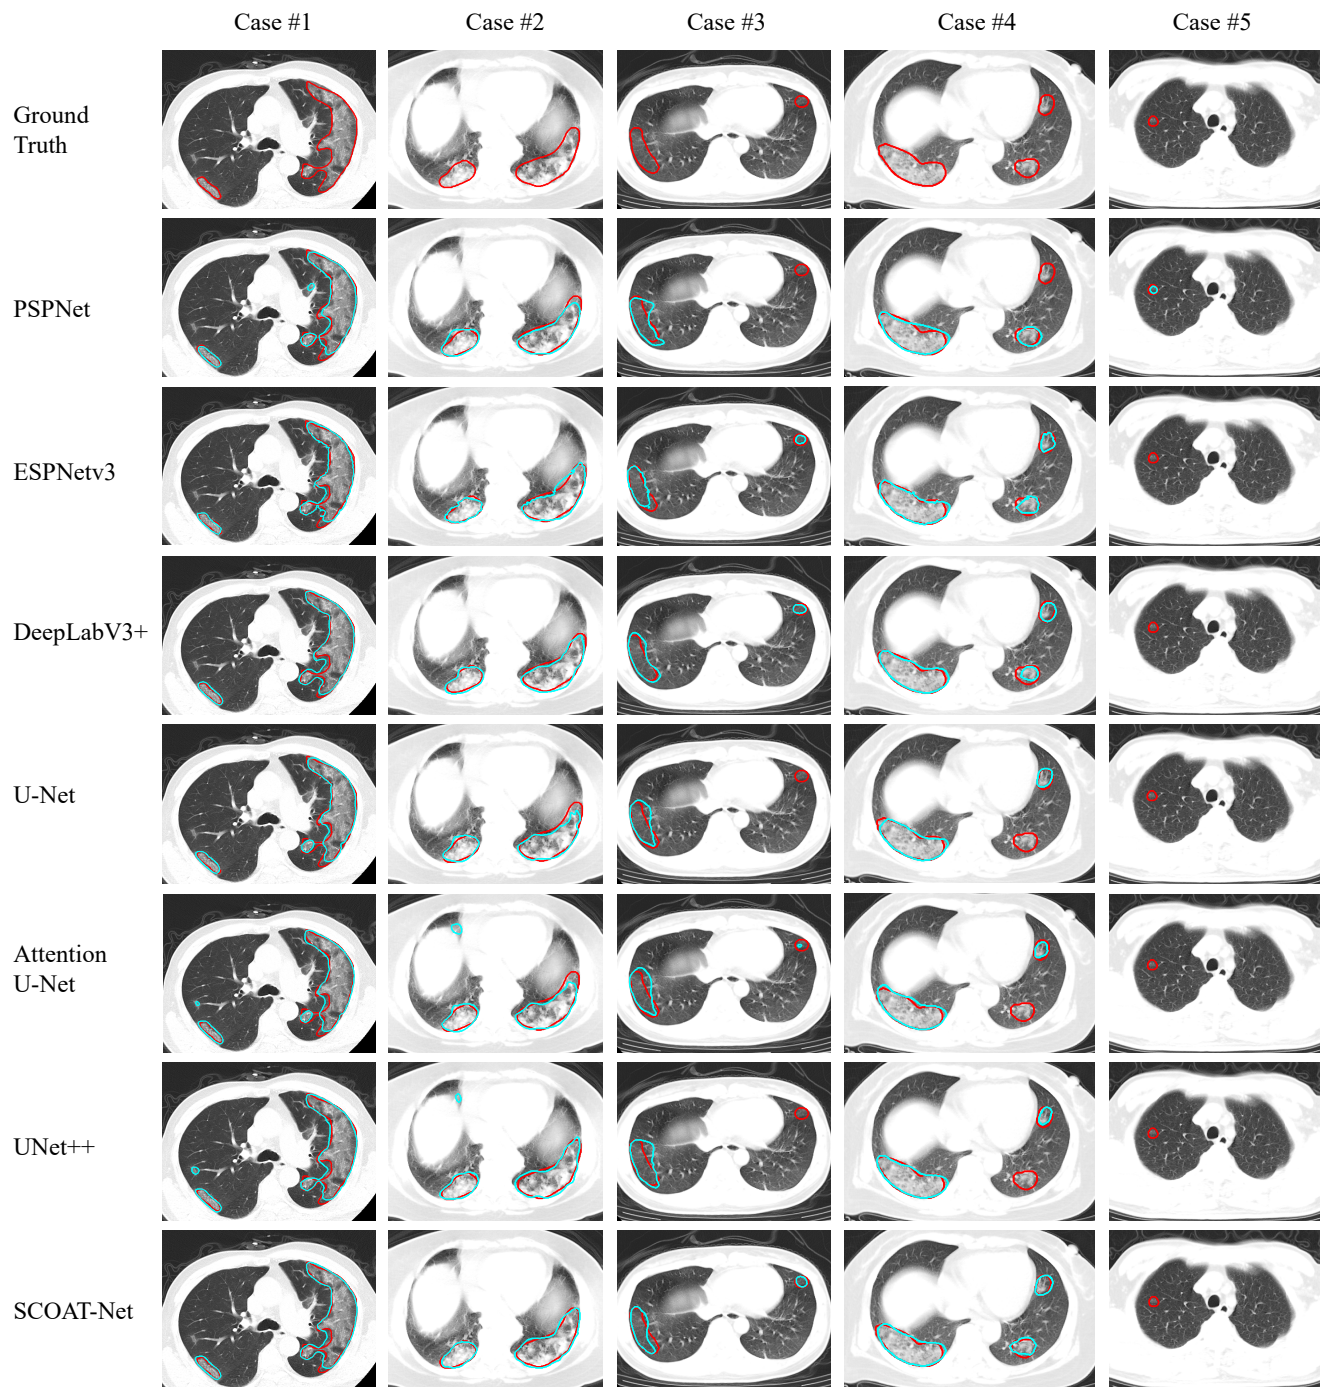 Case #1 Case #2 Case #3 Case #4 Case #5
Ground
Truth
PSPNet
ESPNetv3
DeepLabV3+
U-Net
Attention
U-Net
UNet++
SCOAT-Net